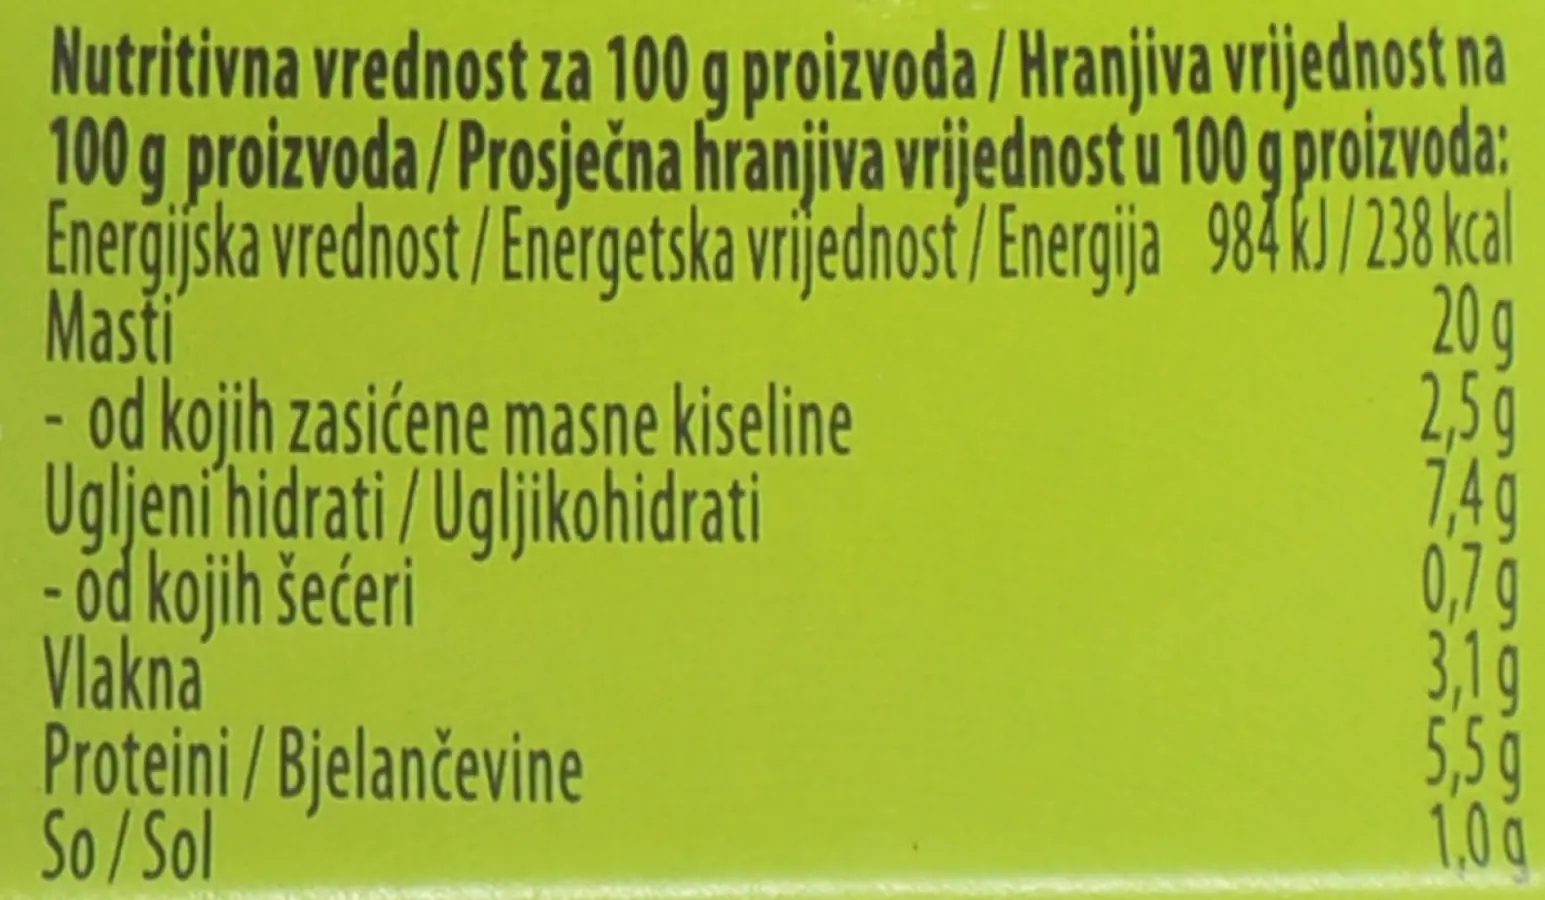 Nutritivna vrednost za 100 g proizvoda / Hranjiva vrijednost na
100 g proizvoda / Prosječna hranjiva vrijednost u 100 g proizvoda:
Energijska vrednost / Energetska vrijednost / Energija 984 kJ / 238 kcal
Masti 20 g
- od kojih zasićene masne kiseline 2,5 g
Ugljeni hidrati / Ugljikohidrati 7,4 g
- od kojih šećeri 0,7 g
Vlakna 3,1 g
Proteini / Bjelančevine 5,5 g
So / Sol 1,0 g